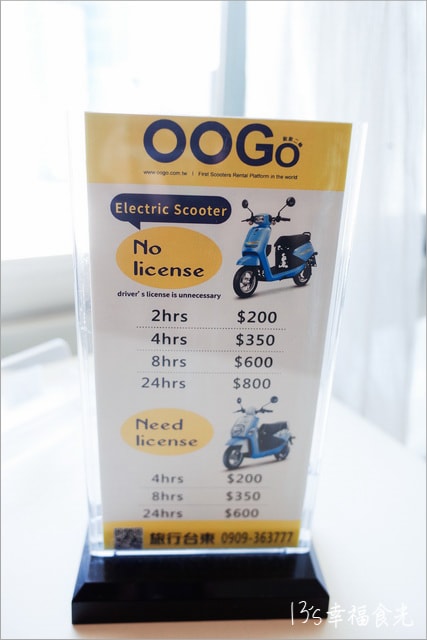 OOGo
www.oogo.com.tw | First Scooters Rental Platform in the world
Electric Scooter
No
license
driver's license is unnecessary
2hrs $200
4hrs $350
8hrs $600
24hrs $800
Need
license
4hrs $200
8hrs $350
24hrs $600
旅行台東 0909-363777
13's幸福食光